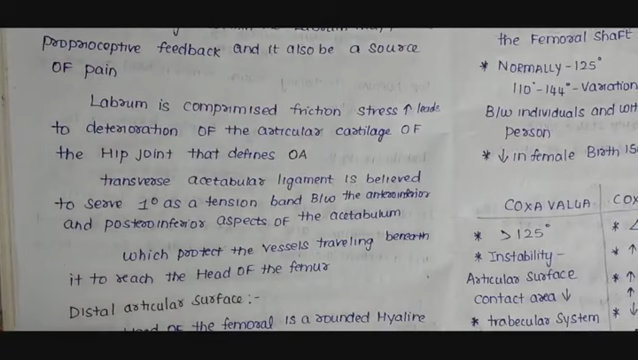 proprioceptive feedback and it also be a source
OF pain
Labrum is comprimised friction stress ↑ leads
to deterioration OF the articular cartilage OF
the Hip joint that defines OA
transverse acetabular ligament is believed
to serve 1° as a tension band B/w the anteroinferior
and posteroinferior aspects OF the acetabulum
which protect the vessels traveling beneath
it to reach the Head OF the femur
Distal articular surface :-
Head OF the femoral is a rounded Hyaline
the Femoral shaft
* NORMALLY - 125°
110° - 144° - Variation
B/w individuals and
person
* ↓ in female Birth
COXA VALGA
* > 125°
* Instability -
Articular Surface
contact area ↓
* trabecular System
* ↑
* ↑
↑
* ↓